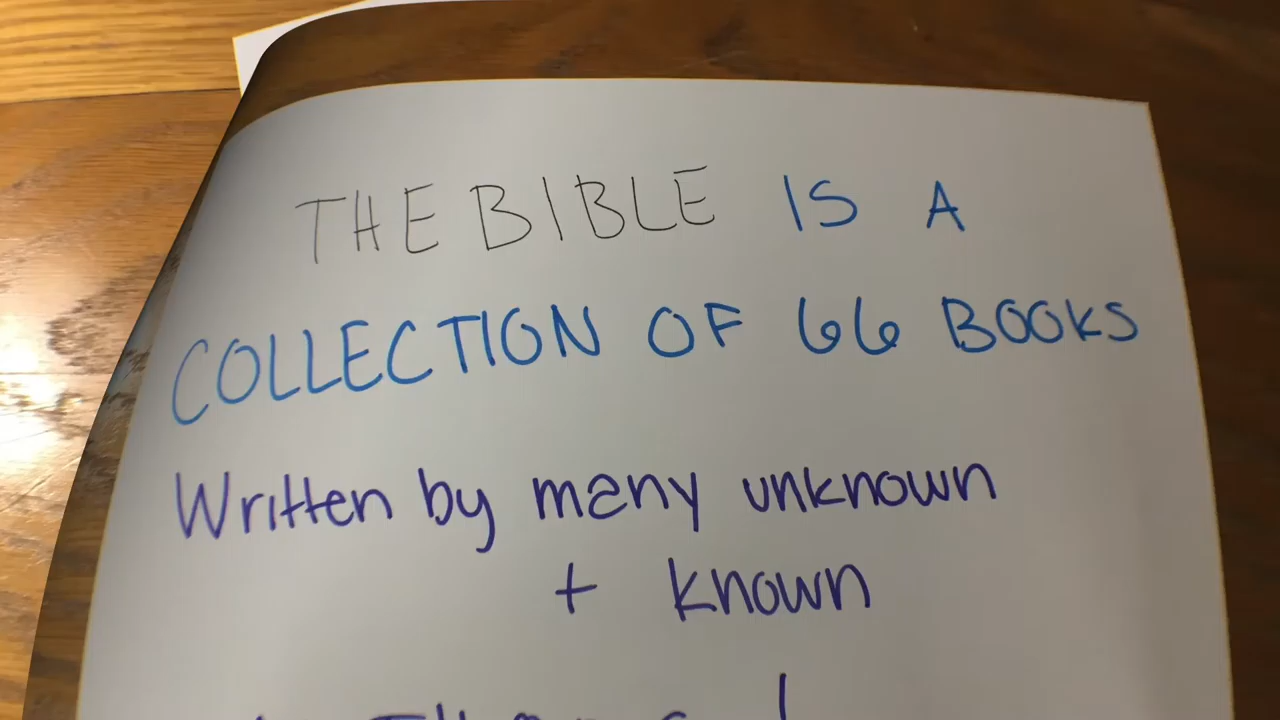 THE BIBLE IS A
COLLECTION OF 66 BOOKS
Written by many unknown
+ known